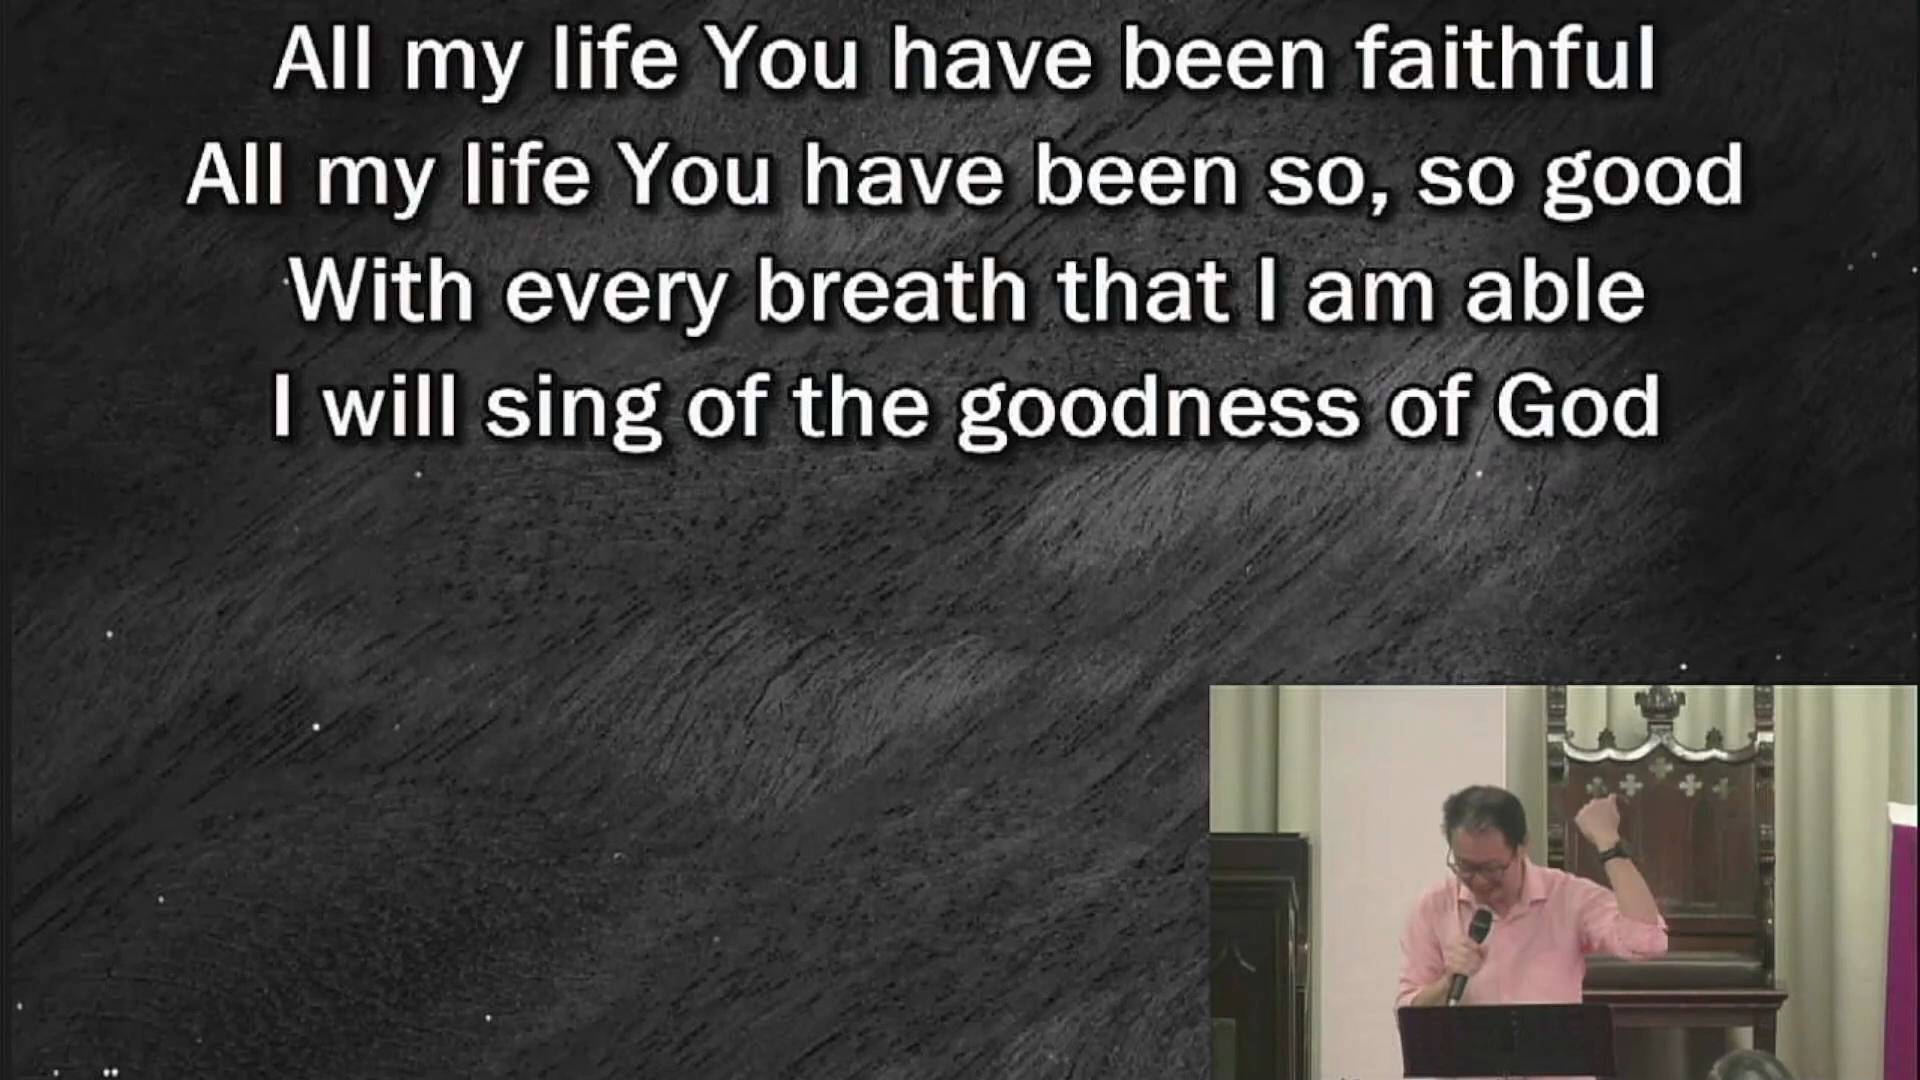 All my life You have been faithful
All my life You have been so, so good
With every breath that I am able
I will sing of the goodness of God